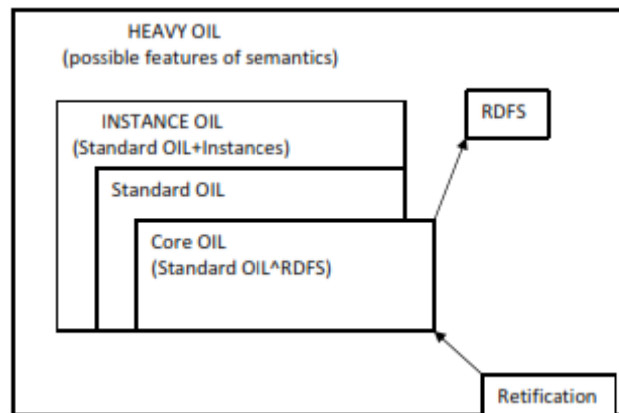 HEAVY OIL
(possible features of semantics)
RDFS
INSTANCE OIL
(Standard OIL+Instances)
Standard OIL
Core OIL
(Standard OIL^RDFS)
Retification